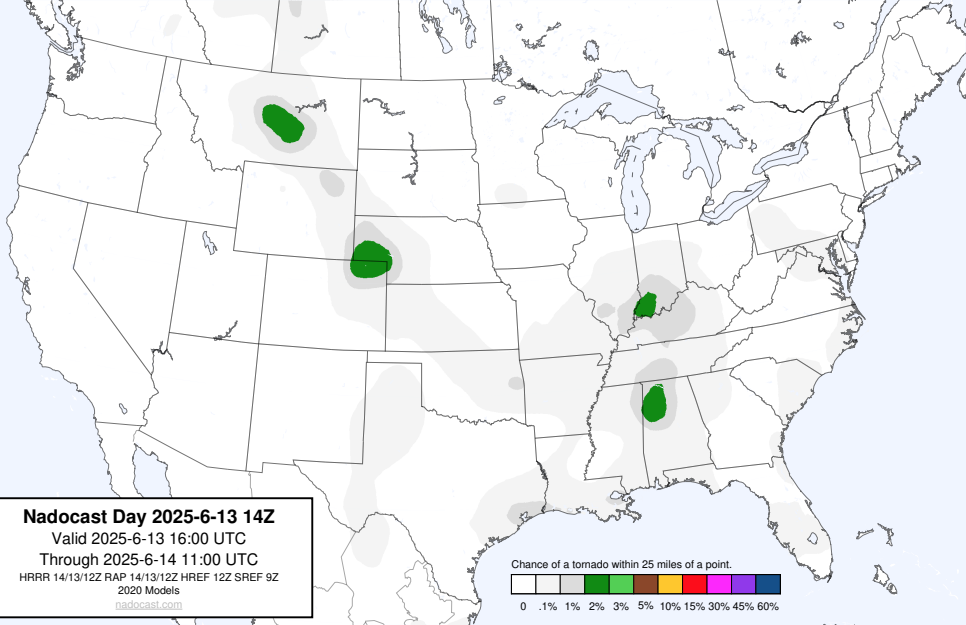 Nadocast Day 2025-6-13 14Z
Valid 2025-6-13 16:00 UTC
Through 2025-6-14 11:00 UTC
HRRR 14/13/12Z RAP 14/13/12Z HREF 12Z SREF 9Z
2020 Models
nadocast.com
Chance of a tornado within 25 miles of a point.
0 .1% 1% 2% 3% 5% 10% 15% 30% 45% 60%